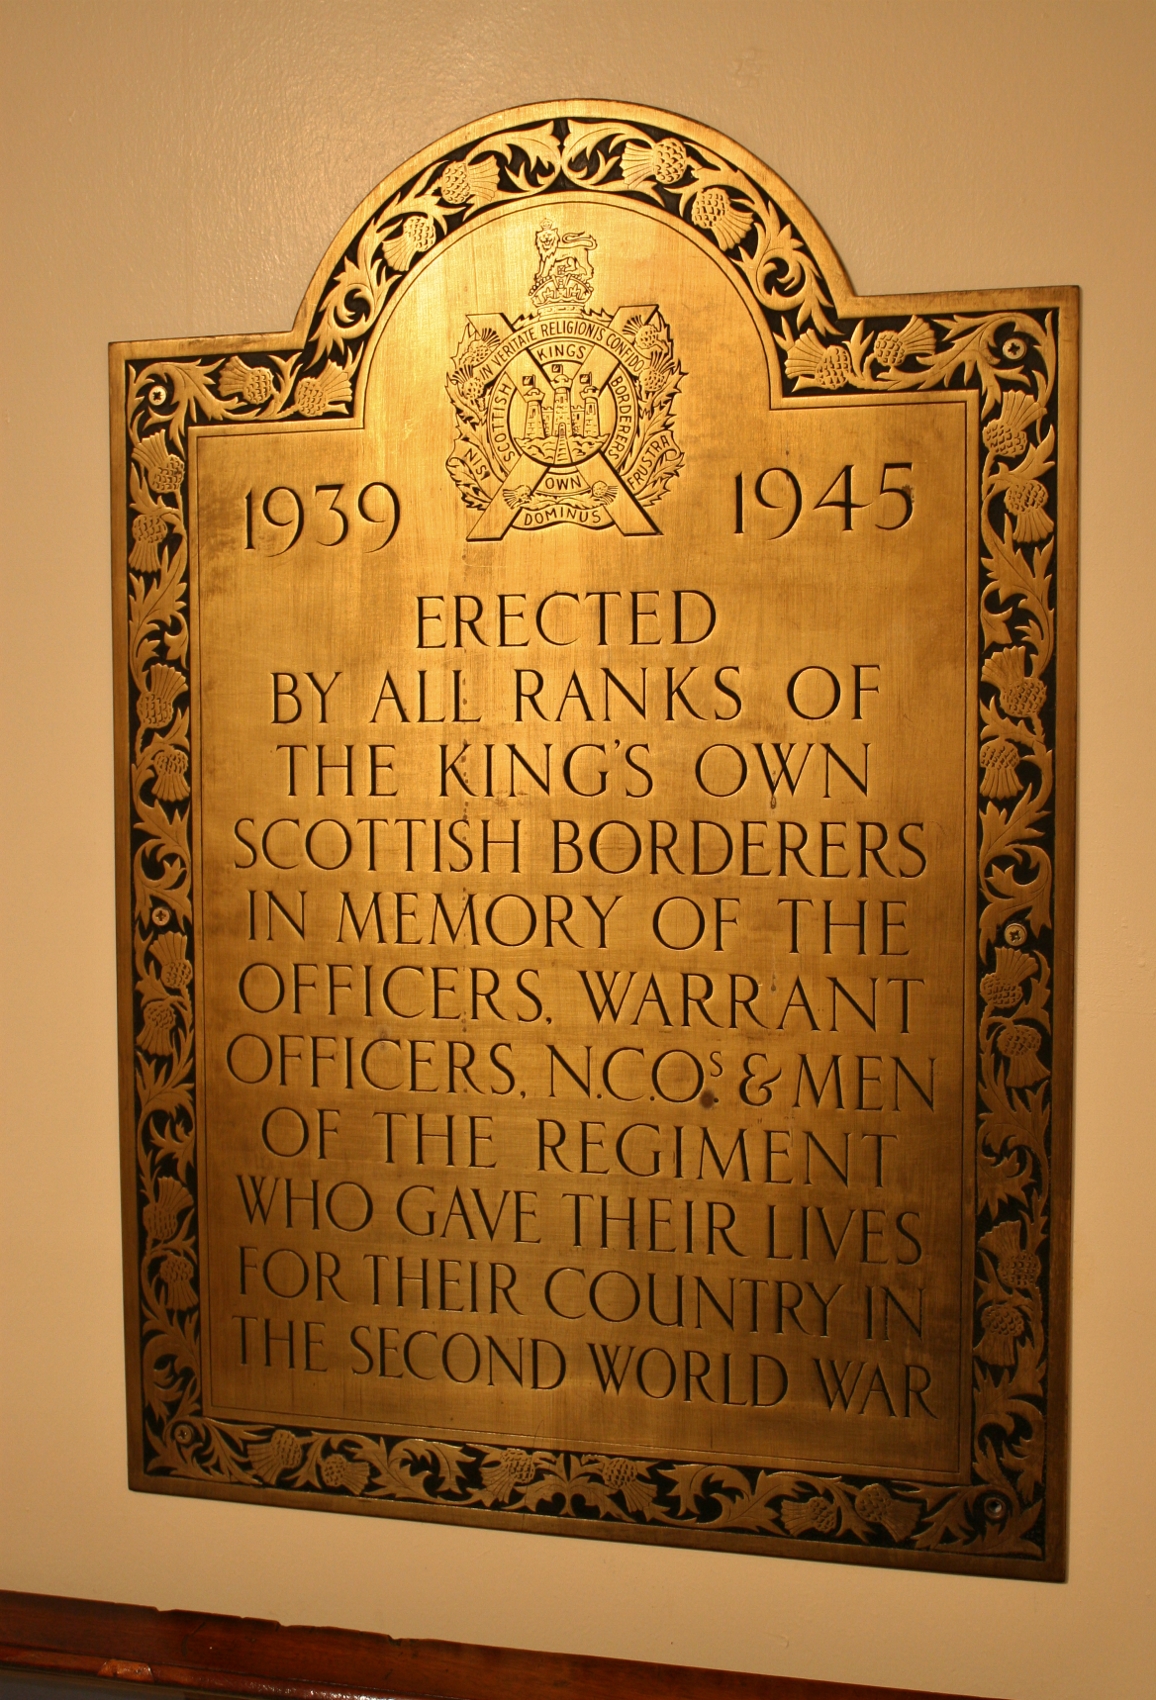 IN VERITATE RELIGIONIS CONFIDO
KINGS
SCOTTISH
BORDERERS
NISI
FRUSTRA
OWN
DOMINUS
1939
1945
ERECTED
BY ALL RANKS OF
THE KING'S OWN
SCOTTISH BORDERERS
IN MEMORY OF THE
OFFICERS, WARRANT
OFFICERS, N.C.O.s & MEN
OF THE REGIMENT
WHO GAVE THEIR LIVES
FOR THEIR COUNTRY IN
THE SECOND WORLD WAR